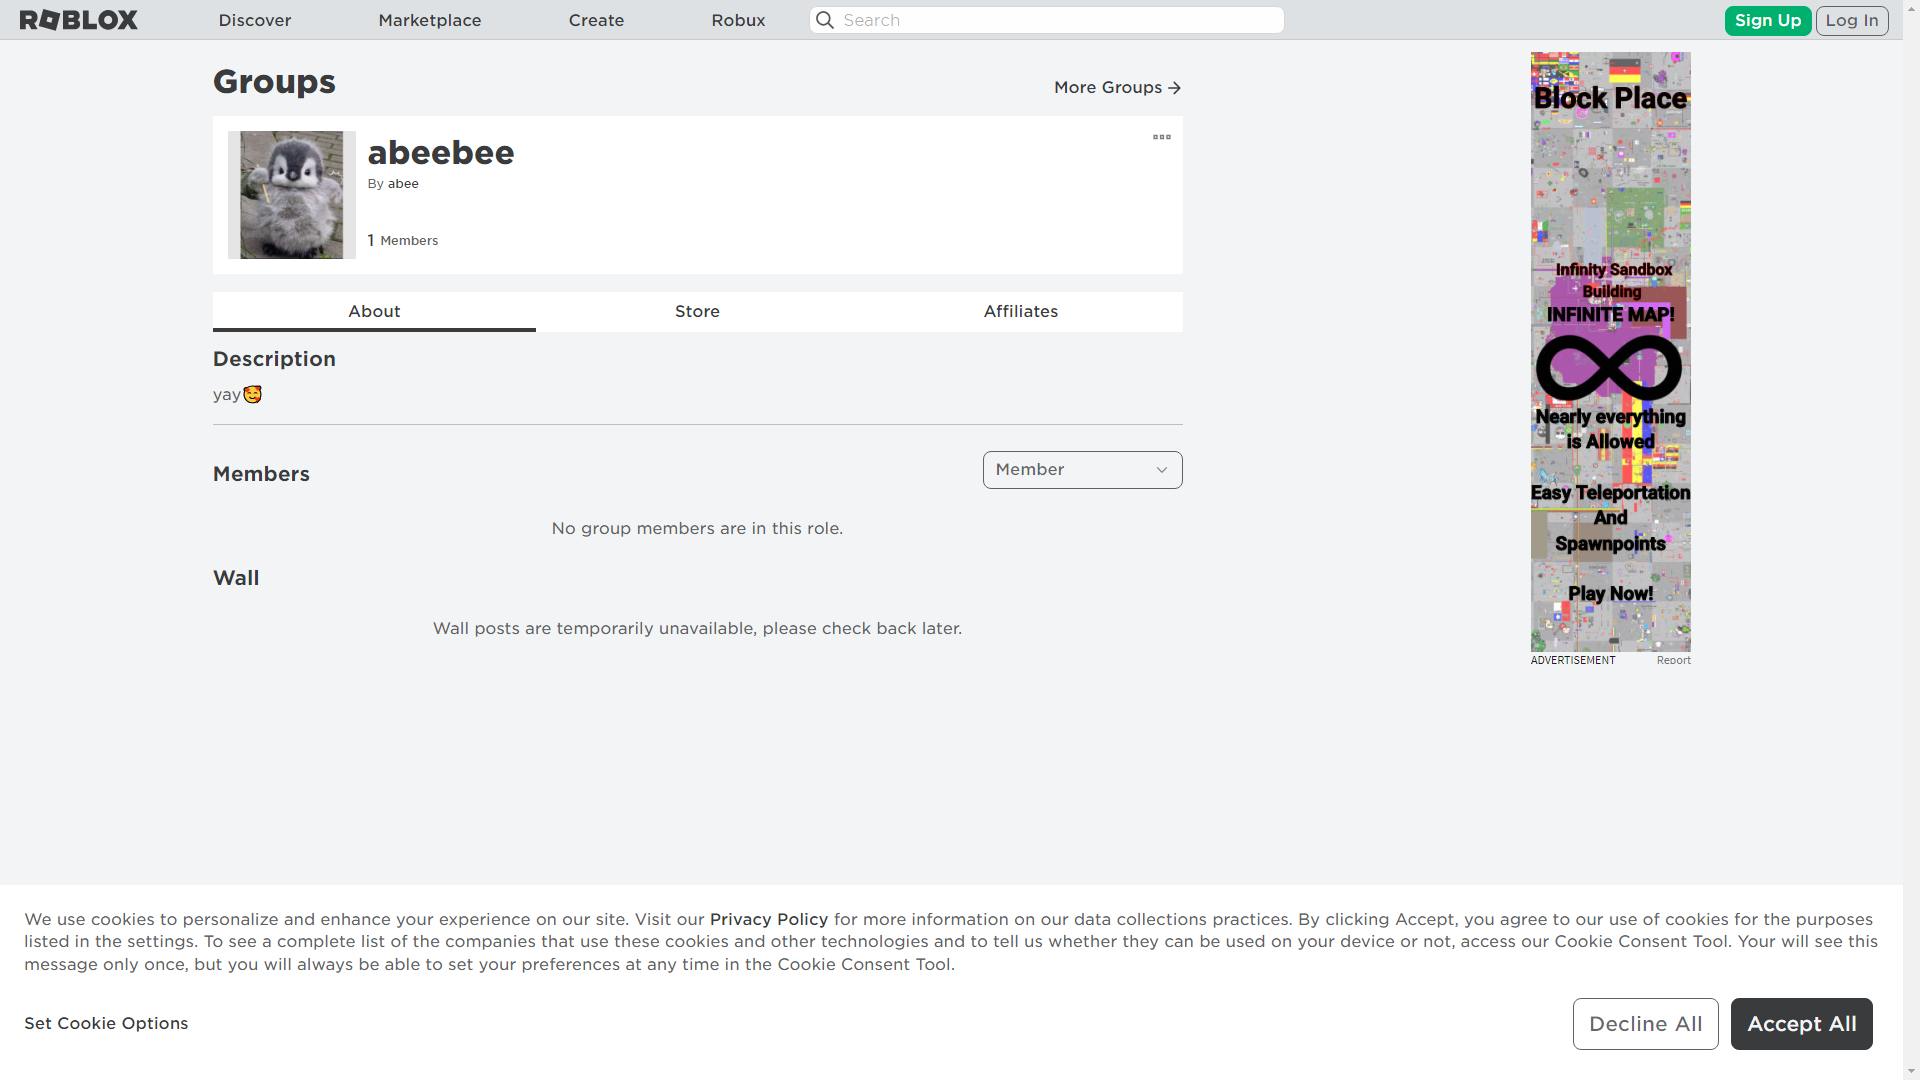 ROBLOX
Discover
Marketplace
Create
Robux
Search
Sign Up
Log In
Groups
More Groups
abeebee
By abee
1 Members
About
Store
Affiliates
Description
yay🥰
Members
Member
No group members are in this role.
Wall
Wall posts are temporarily unavailable, please check back later.
Block Place
Infinity Sandbox
Building
INFINITE MAP!
Nearly everything
is Allowed
Easy Teleportation
And
Spawnpoints
Play Now!
ADVERTISEMENT
Report
We use cookies to personalize and enhance your experience on our site. Visit our Privacy Policy for more information on our data collections practices. By clicking Accept, you agree to our use of cookies for the purposes
listed in the settings. To see a complete list of the companies that use these cookies and other technologies and to tell us whether they can be used on your device or not, access our Cookie Consent Tool. Your will see this
message only once, but you will always be able to set your preferences at any time in the Cookie Consent Tool.
Set Cookie Options
Decline All
Accept All